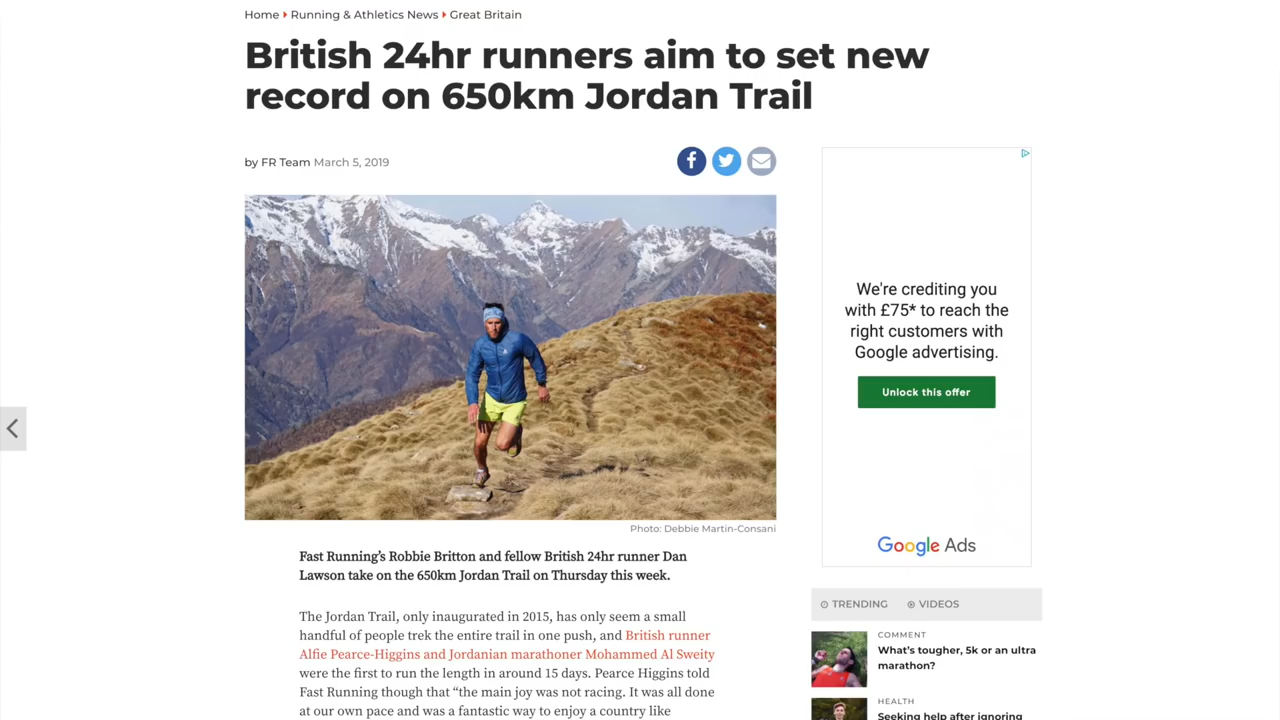 Home Running & Athletics News Great Britain
British 24hr runners aim to set new
record on 650km Jordan Trail
by FR Team March 5, 2019
Photo: Debbie Martin-Consani
Fast Running's Robbie Britton and fellow British 24hr runner Dan
Lawson take on the 650km Jordan Trail on Thursday this week.
The Jordan Trail, only inaugurated in 2015, has only seem a small
handful of people trek the entire trail in one push, and British runner
Alfie Pearce-Higgins and Jordanian marathoner Mohammed Al Sweity
were the first to run the length in around 15 days. Pearce Higgins told
Fast Running though that “the main joy was not racing. It was all done
at our own pace and was a fantastic way to enjoy a country like
We're crediting you
with £75* to reach the
right customers with
Google advertising.
Unlock this offer
Google Ads
TRENDING VIDEOS
COMMENT
What's tougher, 5k or an ultra
marathon?
HEALTH
Seeking help after ignoring